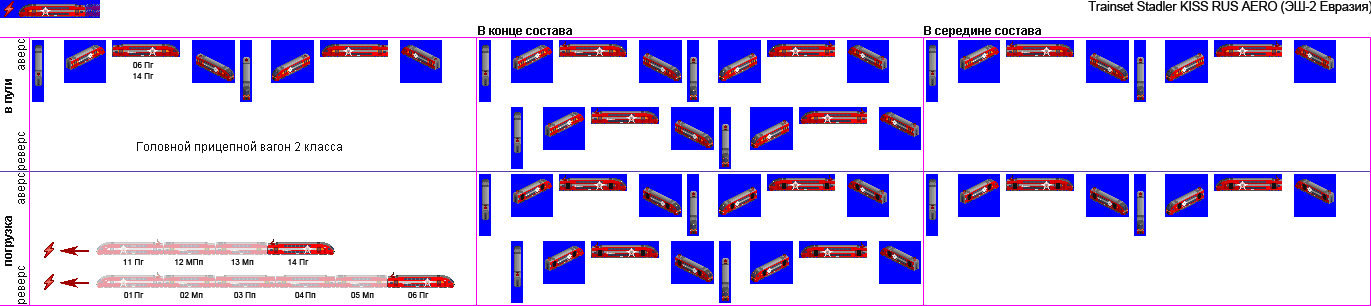 Trainset Stadler KISS RUS AERO (ЭШ-2 Евразия)
В конце состава
В середине состава
в пути
аверс
реверс
06 Пг
14 Пг
Головной прицепной вагон 2 класса
погрузка
аверс
реверс
11 Пг 12 МПп 13 Мп 14 Пг
01 Пг 02 Мп 03 Пп 04 Пп 05 Мп 06 Пг